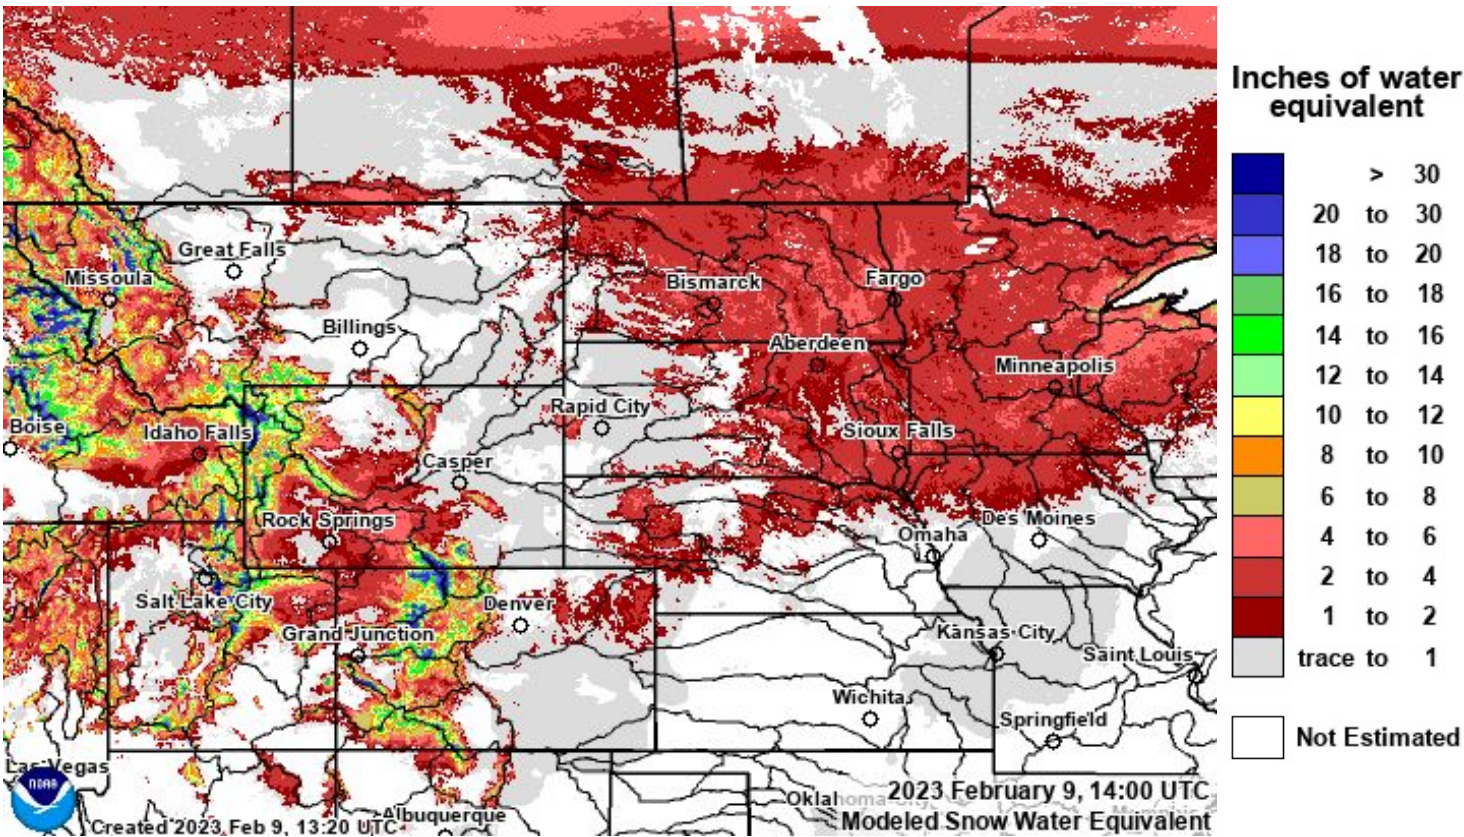 Inches of water
equivalent
> 30
20 to 30
18 to 20
16 to 18
14 to 16
12 to 14
10 to 12
8 to 10
6 to 8
4 to 6
2 to 4
1 to 2
trace to 1
Not Estimated
Great Falls
Missoula
Bismarck
Fargo
Billings
Aberdeen
Minneapolis
Rapid City
Boise
Idaho Falls
Sioux Falls
Casper
Rock Springs
Des Moines
Omaha
Salt Lake City
Denver
Grand Junction
Kansas City
Saint Louis
Wichita
Springfield
Las Vegas
NOAA
Oklahoma City
Memphis
Albuquerque
2023 February 9, 14:00 UTC
Created 2023 Feb 9, 13:20 UTC
Modeled Snow Water Equivalent